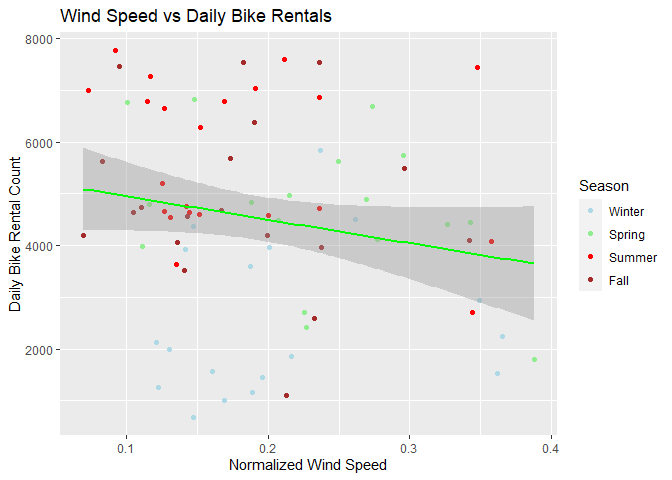 Wind Speed vs Daily Bike Rentals
8000
6000
4000
2000
Daily Bike Rental Count
0.1 0.2 0.3 0.4
Normalized Wind Speed
Season
Winter
Spring
Summer
Fall